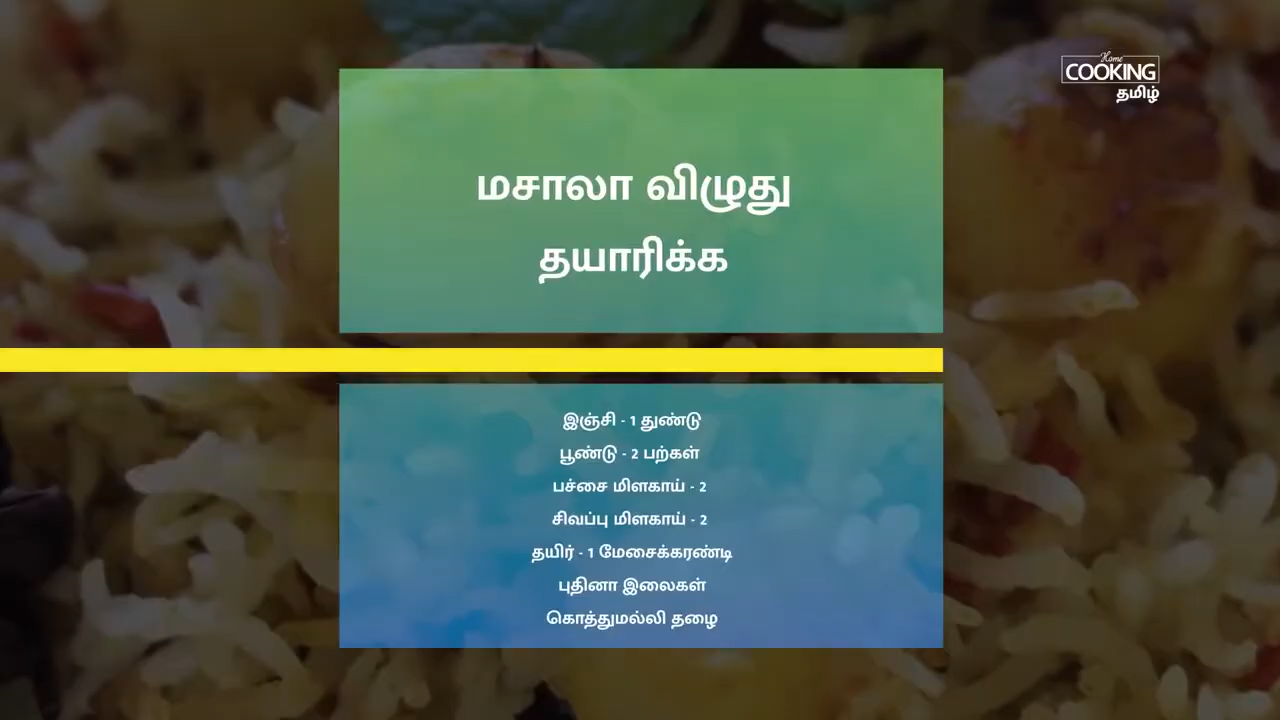 Home
COOKING
தமிழ்
மசாலா விழுது
தயாரிக்க
இஞ்சி - 1 துண்டு
பூண்டு - 2 பற்கள்
பச்சை மிளகாய் - 2
சிவப்பு மிளகாய் - 2
தயிர் - 1 மேசைக்கரண்டி
புதினா இலைகள்
கொத்துமல்லி தழை